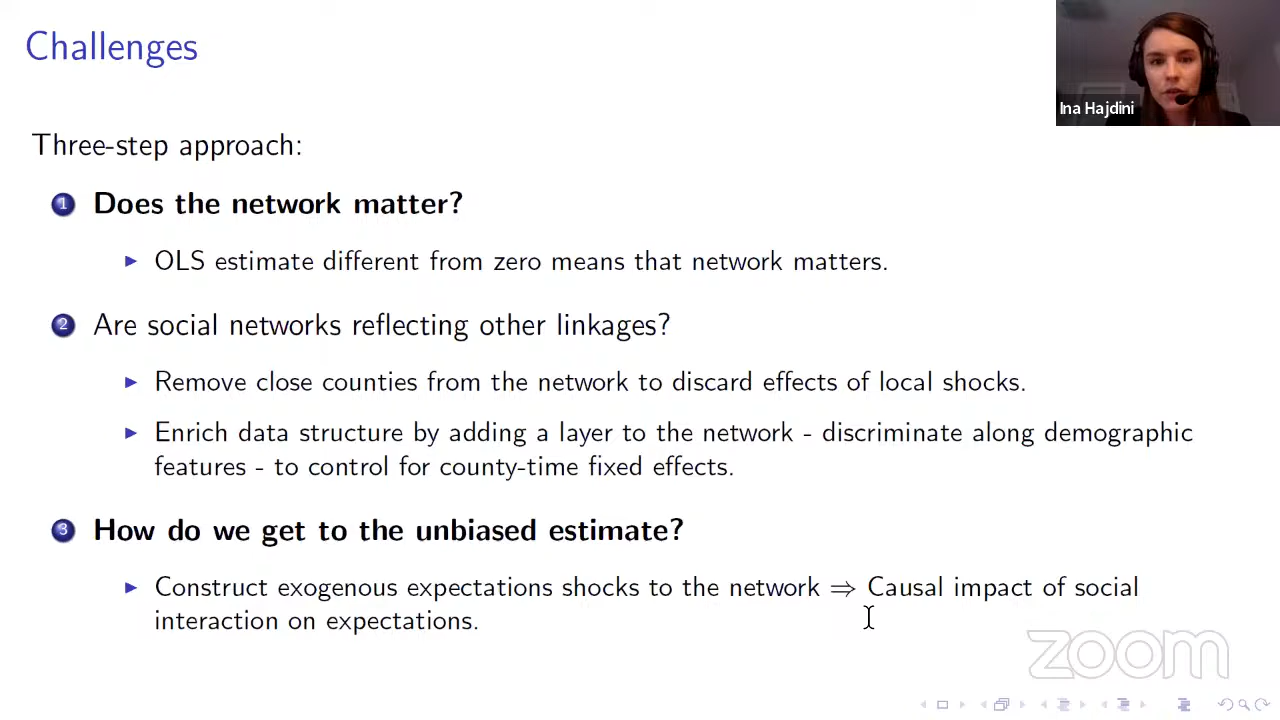 Challenges
Ina Hajdini
Three-step approach:
1 Does the network matter?
► OLS estimate different from zero means that network matters.
2 Are social networks reflecting other linkages?
► Remove close counties from the network to discard effects of local shocks.
► Enrich data structure by adding a layer to the network - discriminate along demographic
features - to control for county-time fixed effects.
3 How do we get to the unbiased estimate?
► Construct exogenous expectations shocks to the network ⇒ Causal impact of social
interaction on expectations.
zoom